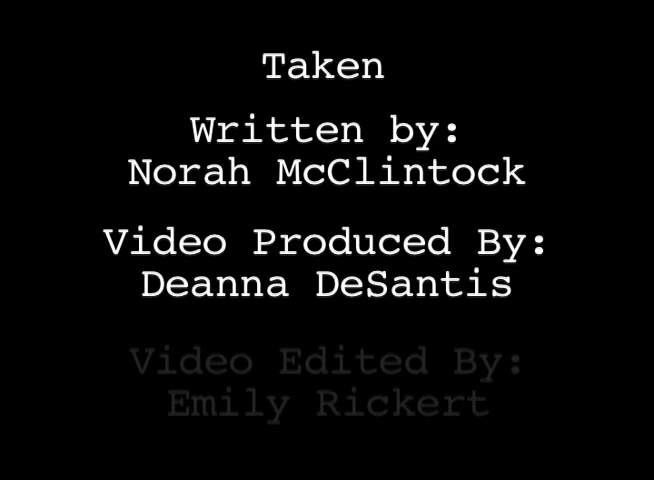 Taken
Written by:
Norah McClintock
Video Produced By:
Deanna DeSantis
Video Edited By:
Emily Rickert